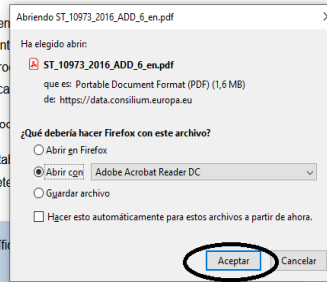 Abriendo ST_10973_2016_ADD_6_en.pdf
Ha elegido abrir:
ST_10973_2016_ADD_6_en.pdf
que es: Portable Document Format (PDF) (1,6 MB)
de: https://data.consilium.europa.eu
¿Qué debería hacer Firefox con este archivo?
Abrir en Firefox
Abrir con Adobe Acrobat Reader DC
Guardar archivo
Hacer esto automáticamente para estos archivos a partir de ahora.
Aceptar Cancelar